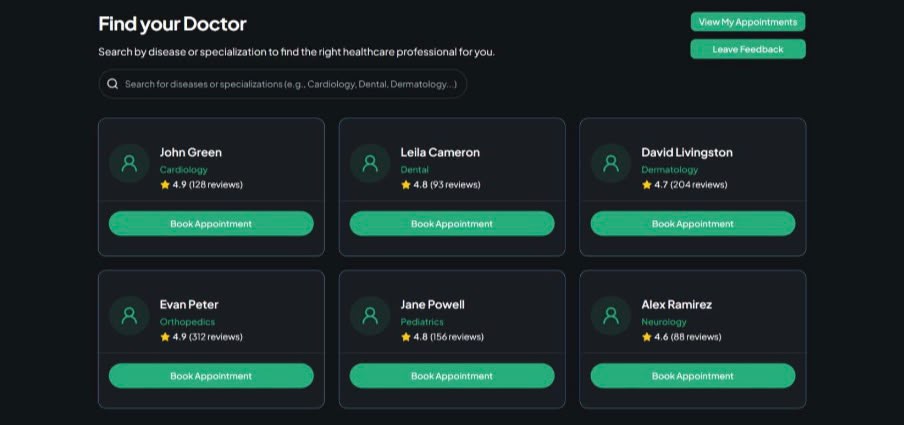 Find your Doctor
View My Appointments
Search by disease or specialization to find the right healthcare professional for you.
Leave Feedback
Search for diseases or specializations (e.g., Cardiology, Dental, Dermatology...)
John Green
Cardiology
4.9 (128 reviews)
Book Appointment
Leila Cameron
Dental
4.8 (93 reviews)
Book Appointment
David Livingston
Dermatology
4.7 (204 reviews)
Book Appointment
Evan Peter
Orthopedics
4.9 (312 reviews)
Book Appointment
Jane Powell
Pediatrics
4.8 (156 reviews)
Book Appointment
Alex Ramirez
Neurology
4.6 (88 reviews)
Book Appointment